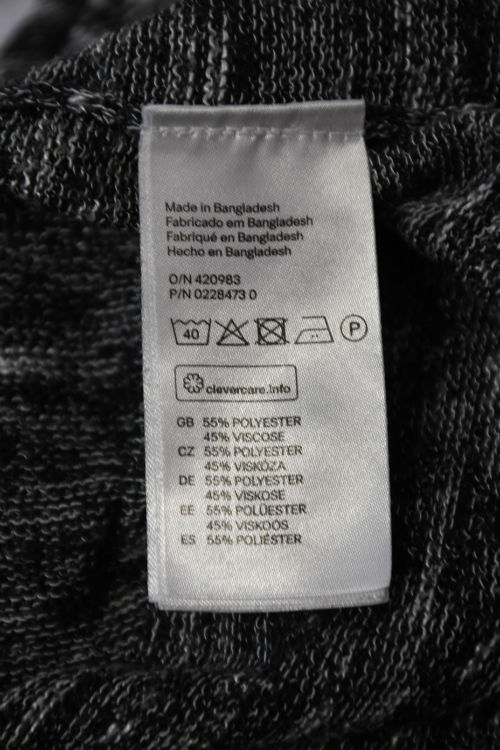 Made in Bangladesh
Fabricado em Bangladesh
Fabriqué en Bangladesh
Hecho en Bangladesh
O/N 420983
P/N 0228473 0
40 P
clevercare.info
GB 55% POLYESTER
45% VISCOSE
CZ 55% POLYESTER
45% VISKÓZA
DE 55% POLYESTER
45% VISKOSE
EE 55% POLÜESTER
45% VISKOOS
ES 55% POLIÉSTER